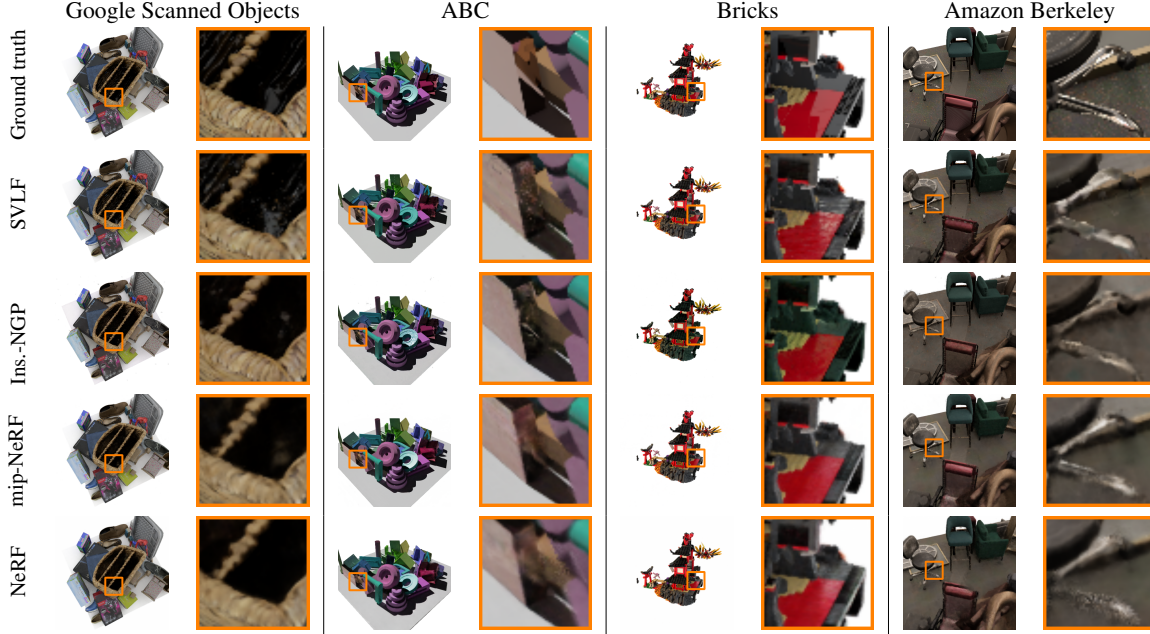 Google Scanned Objects
ABC
Bricks
Amazon Berkeley
Ground truth
SVLF
Ins.-NGP
mip-NeRF
NeRF